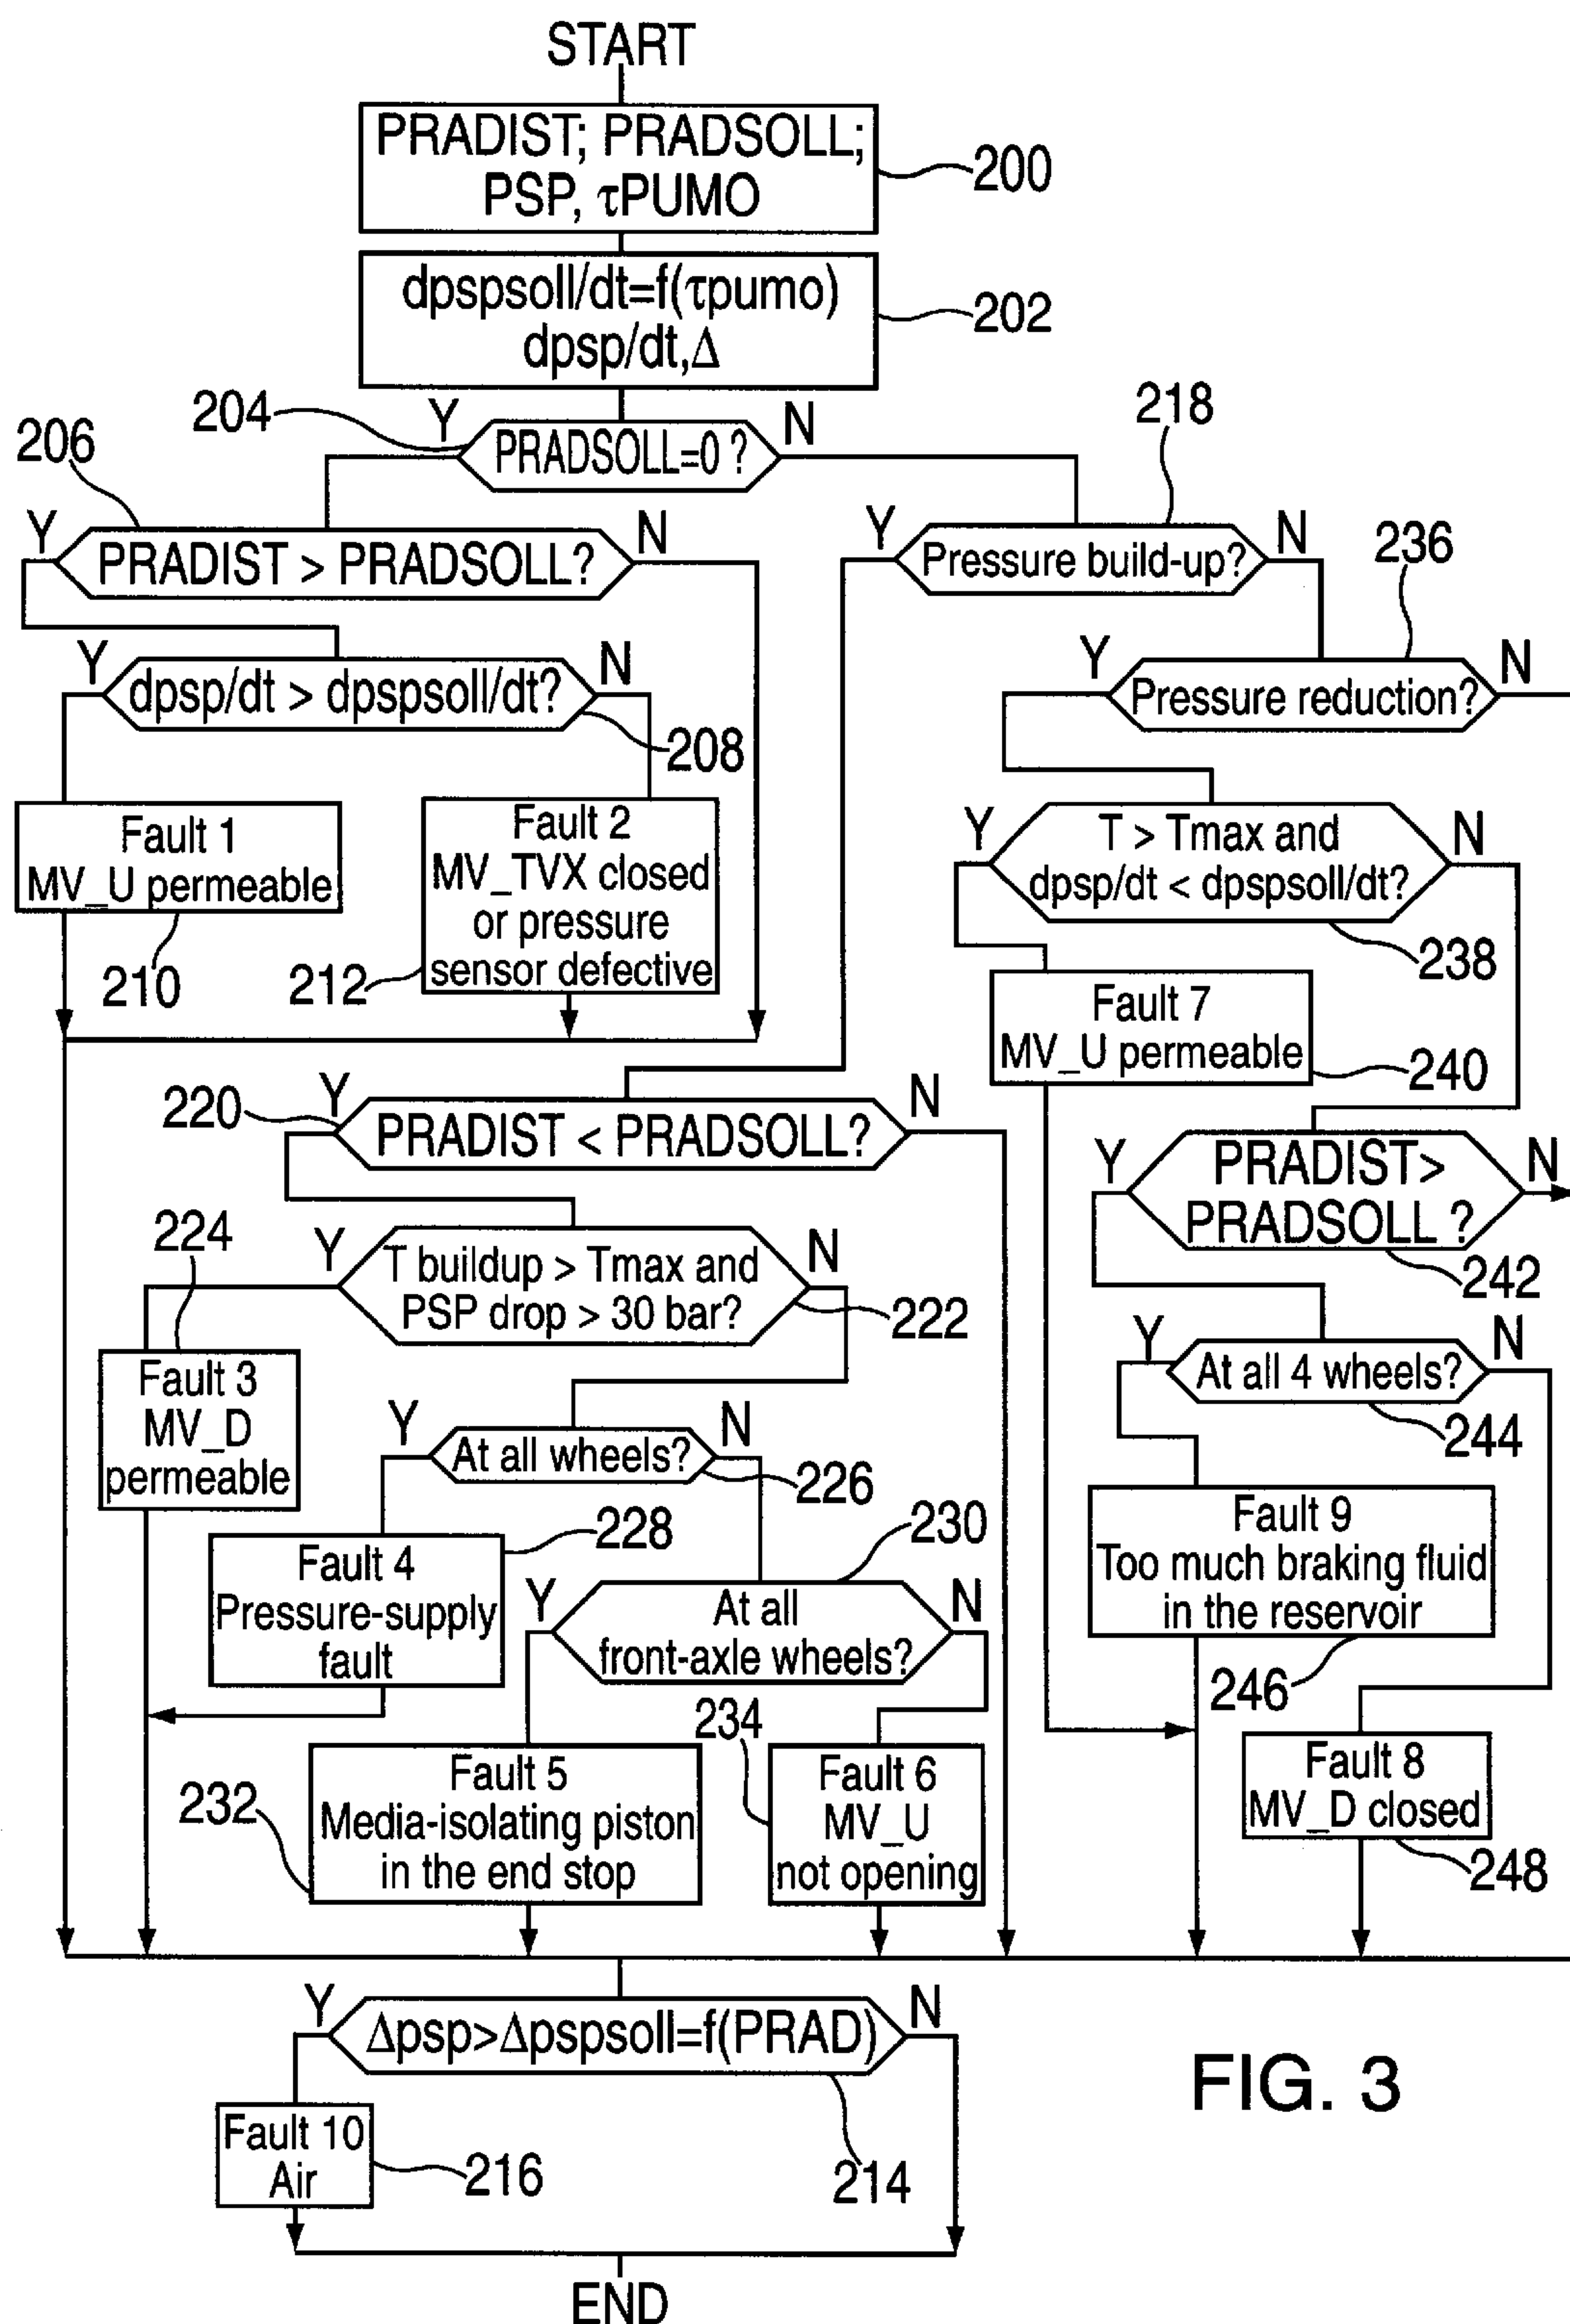 START
PRADIST; PRADSOLL;
PSP, τPUMO
200
dpspsoll/dt=f(τpumo)
dpsp/dt,Δ
202
204
Y
PRADSOLL=0 ?
N
218
206
Y
PRADIST > PRADSOLL?
N
Y
Pressure build-up?
N
236
Y
dpsp/dt > dpspsoll/dt?
N
208
Y
Pressure reduction?
N
Fault 1
MV_U permeable
210
Fault 2
MV_TVX closed
or pressure
sensor defective
212
Y
T > Tmax and
dpsp/dt < dpspsoll/dt?
N
238
Fault 7
MV_U permeable
240
220
Y
PRADIST < PRADSOLL?
N
Y
PRADIST>
PRADSOLL ?
N
242
224
Y
T buildup > Tmax and
PSP drop > 30 bar?
N
222
Y
At all 4 wheels?
N
244
Fault 3
MV_D
permeable
Y
At all wheels?
N
226
228
Fault 4
Pressure-supply
fault
230
Y
At all
front-axle wheels?
N
Fault 9
Too much braking fluid
in the reservoir
246
232
Fault 5
Media-isolating piston
in the end stop
234
Fault 6
MV_U
not opening
Fault 8
MV_D closed
248
Y
Δpsp>Δpspsoll=f(PRAD)
N
214
Fault 10
Air
216
FIG. 3
END